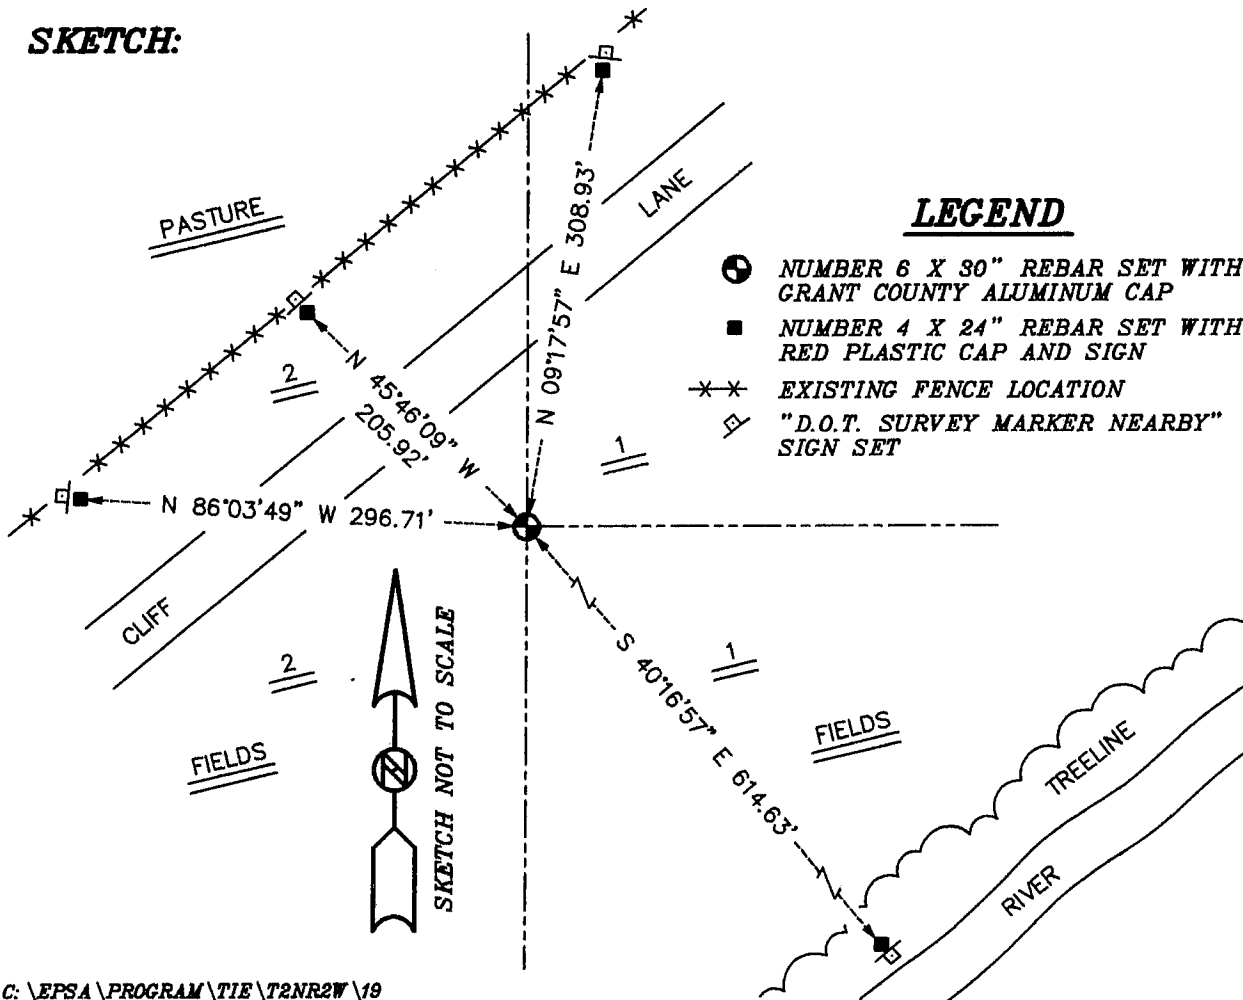 SKETCH:
PASTURE
LANE
N 09°17'57" E 308.93'
N 45°46'09" W
205.92'
2
1
N 86°03'49" W 296.71'
CLIFF
2
1
S 40°16'57" E 614.63'
FIELDS
FIELDS
TREELINE
RIVER
N
SKETCH NOT TO SCALE
LEGEND
NUMBER 6 X 30" REBAR SET WITH
GRANT COUNTY ALUMINUM CAP
NUMBER 4 X 24" REBAR SET WITH
RED PLASTIC CAP AND SIGN
EXISTING FENCE LOCATION
"D.O.T. SURVEY MARKER NEARBY"
SIGN SET
C: \EPSA\PROGRAM\TIE\T2NR2W\19